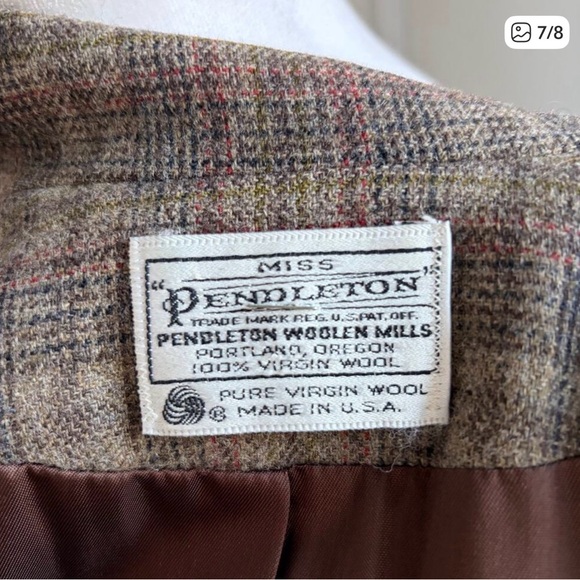 7/8
MISS
"PENDLETON"
TRADE MARK REG. U.S. PAT. OFF.
PENDLETON WOOLEN MILLS
PORTLAND, OREGON
100% VIRGIN WOOL
PURE VIRGIN WOOL
® MADE IN U.S.A.